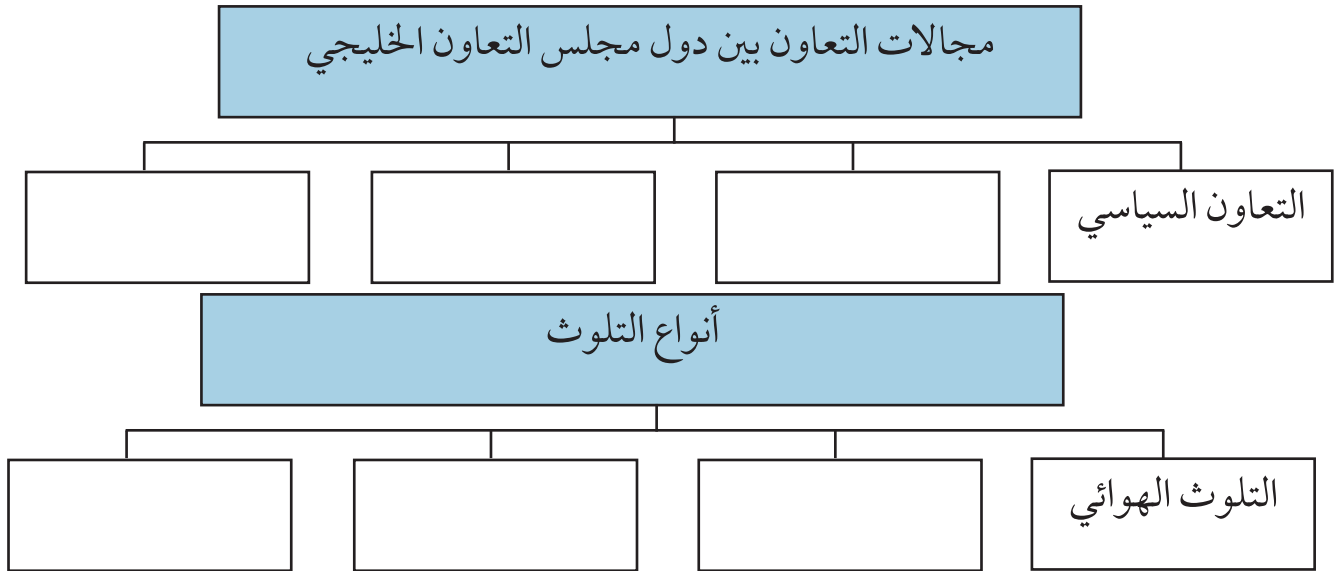 مجالات التعاون بين دول مجلس التعاون الخليجي
التعاون السياسي
أنواع التلوث
التلوث الهوائي